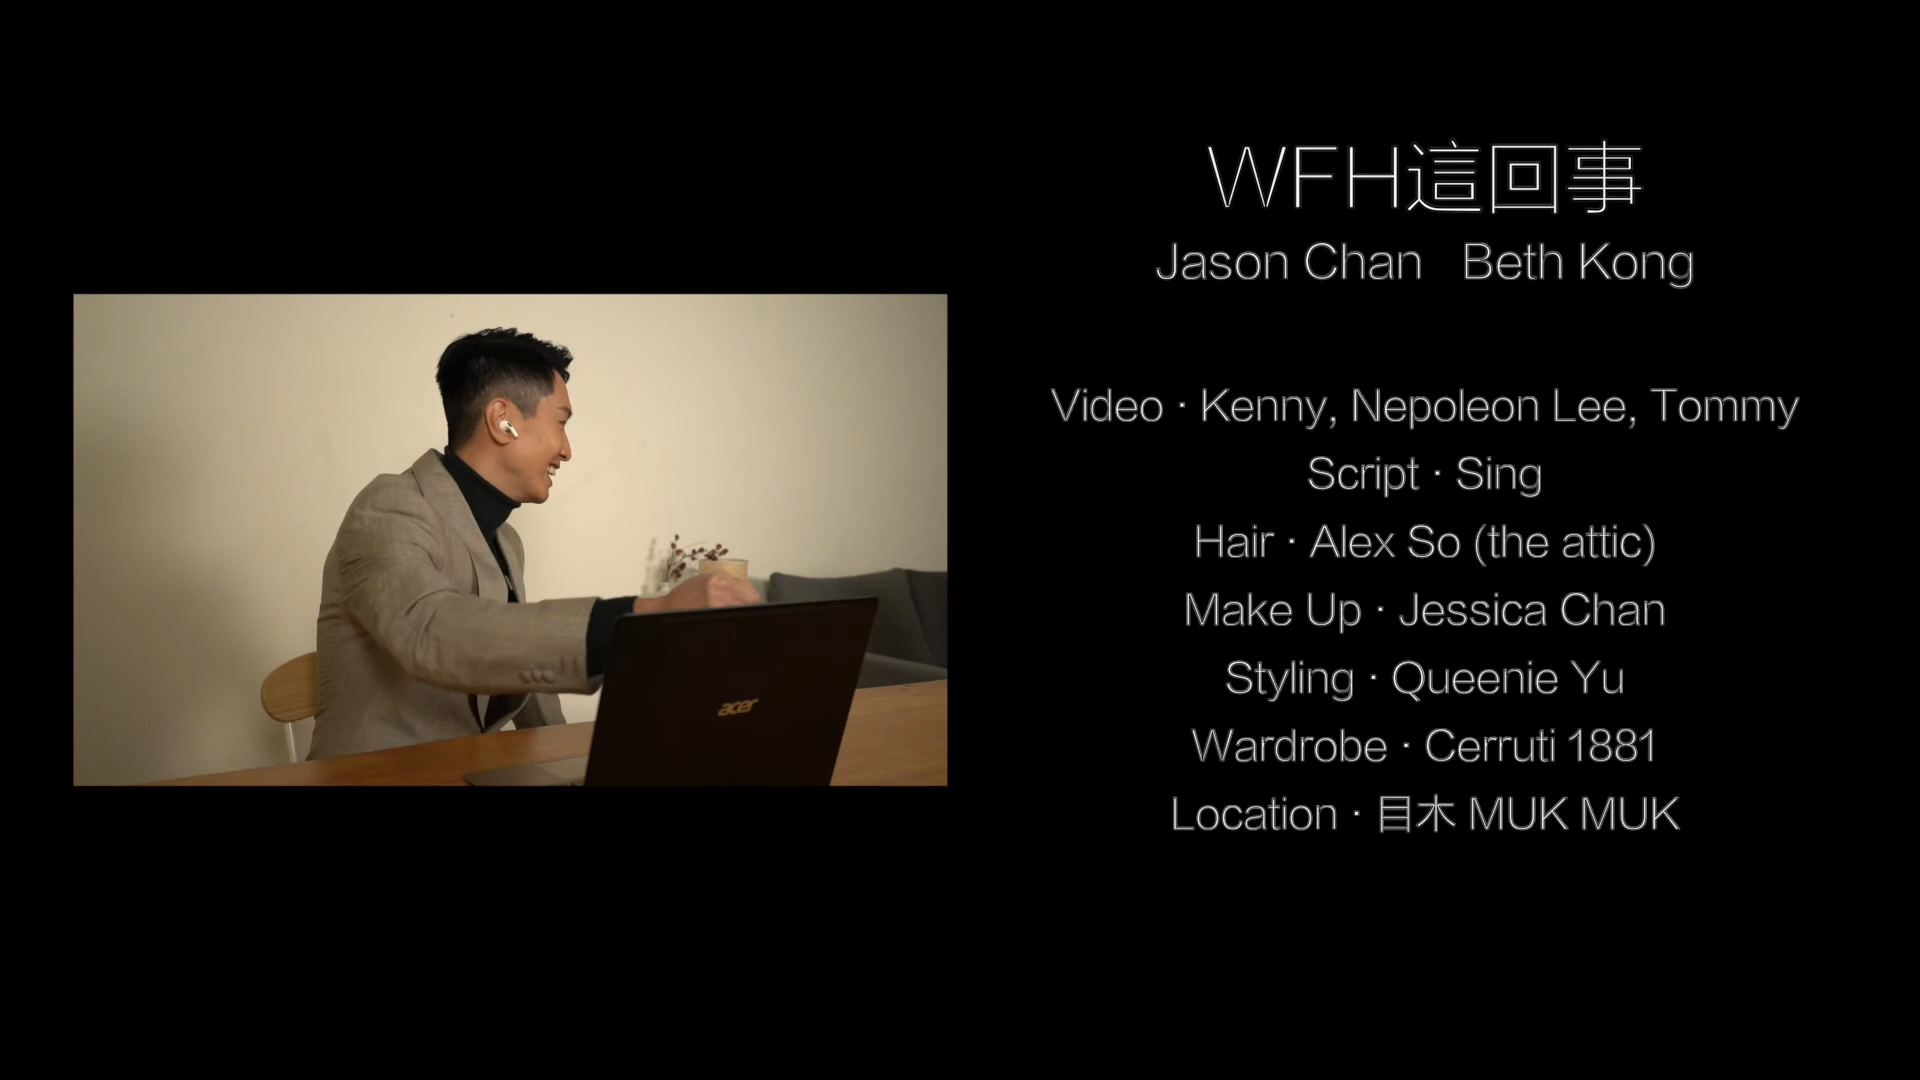 WFH這回事
Jason Chan Beth Kong
Video · Kenny, Nepoleon Lee, Tommy
Script · Sing
Hair · Alex So (the attic)
Make Up · Jessica Chan
Styling · Queenie Yu
Wardrobe · Cerruti 1881
Location · 目木 MUK MUK
acer